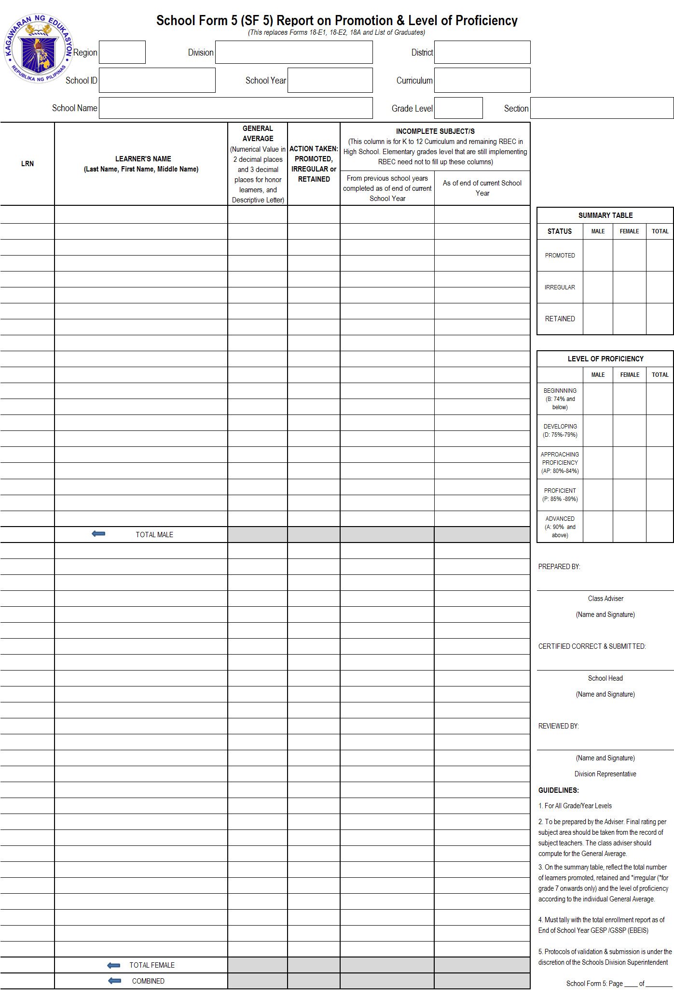 KAGAWARAN NG EDUKASYON
REPUBLIKA NG PILIPINAS
School Form 5 (SF 5) Report on Promotion & Level of Proficiency
(This replaces Forms 18-E1, 18-E2, 18A and List of Graduates)
Region
Division
District
School ID
School Year
Curriculum
School Name
Grade Level
Section
LRN
LEARNER'S NAME
(Last Name, First Name, Middle Name)
GENERAL
AVERAGE
(Numerical Value in
2 decimal places
and 3 decimal
places for honor
learners, and
Descriptive Letter)
ACTION TAKEN:
PROMOTED,
IRREGULAR or
RETAINED
INCOMPLETE SUBJECT/S
(This column is for K to 12 Curriculum and remaining RBEC in
High School. Elementary grades level that are still implementing
RBEC need not to fill up these columns)
From previous school years
completed as of end of current
School Year
As of end of current School
Year
TOTAL MALE
TOTAL FEMALE
COMBINED
SUMMARY TABLE
STATUS MALE FEMALE TOTAL
PROMOTED
IRREGULAR
RETAINED
LEVEL OF PROFICIENCY
MALE FEMALE TOTAL
BEGINNNING
(B: 74% and
below)
DEVELOPING
(D: 75%-79%)
APPROACHING
PROFICIENCY
(AP: 80%-84%)
PROFICIENT
(P: 85% -89%)
ADVANCED
(A: 90% and
above)
PREPARED BY:
Class Adviser
(Name and Signature)
CERTIFIED CORRECT & SUBMITTED:
School Head
(Name and Signature)
REVIEWED BY:
(Name and Signature)
Division Representative
GUIDELINES:
1. For All Grade/Year Levels
2. To be prepared by the Adviser. Final rating per
subject area should be taken from the record of
subject teachers. The class adviser should
compute for the General Average.
3. On the summary table, reflect the total number
of learners promoted, retained and *irregular (*for
grade 7 onwards only) and the level of proficiency
according to the individual General Average.
4. Must tally with the total enrollment report as of
End of School Year GESP /GSSP (EBEIS)
5. Protocols of validation & submission is under the
discretion of the Schools Division Superintendent
School Form 5: Page ____ of ________